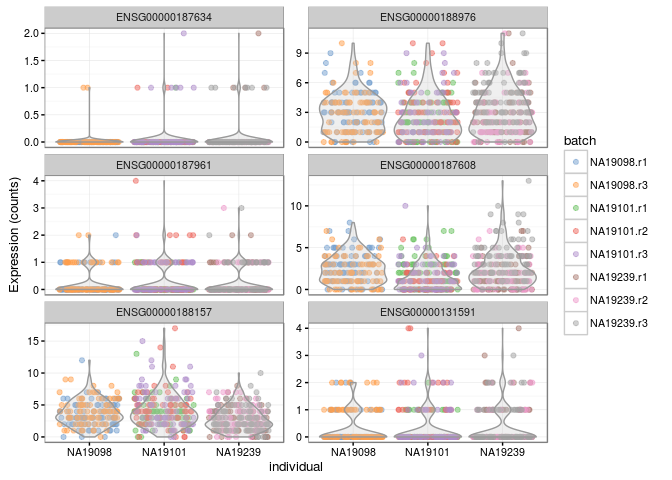 ENSG00000187634
ENSG00000188976
2.0
1.5
1.0
0.5
0.0
9
6
3
0
ENSG00000187961
ENSG00000187608
4
3
2
1
0
10
5
0
ENSG00000188157
ENSG00000131591
15
10
5
0
4
3
2
1
0
NA19098
NA19101
NA19239
NA19098
NA19101
NA19239
individual
Expression (counts)
batch
NA19098.r1
NA19098.r3
NA19101.r1
NA19101.r2
NA19101.r3
NA19239.r1
NA19239.r2
NA19239.r3